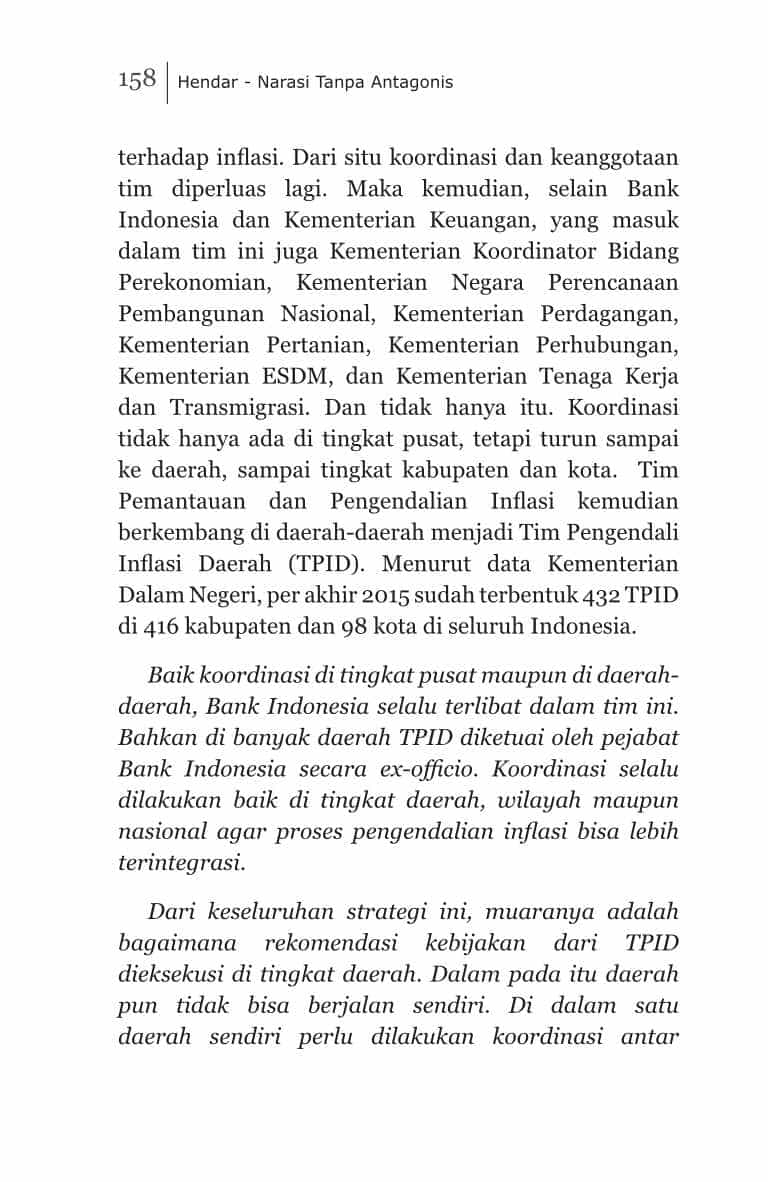 158 Hendar - Narasi Tanpa Antagonis
terhadap inflasi. Dari situ koordinasi dan keanggotaan
tim diperluas lagi. Maka kemudian, selain Bank
Indonesia dan Kementerian Keuangan, yang masuk
dalam tim ini juga Kementerian Koordinator Bidang
Perekonomian, Kementerian Negara Perencanaan
Pembangunan Nasional, Kementerian Perdagangan,
Kementerian Pertanian, Kementerian Perhubungan,
Kementerian ESDM, dan Kementerian Tenaga Kerja
dan Transmigrasi. Dan tidak hanya itu. Koordinasi
tidak hanya ada di tingkat pusat, tetapi turun sampai
ke daerah, sampai tingkat kabupaten dan kota. Tim
Pemantauan dan Pengendalian Inflasi kemudian
berkembang di daerah-daerah menjadi Tim Pengendali
Inflasi Daerah (TPID). Menurut data Kementerian
Dalam Negeri, per akhir 2015 sudah terbentuk 432 TPID
di 416 kabupaten dan 98 kota di seluruh Indonesia.
Baik koordinasi di tingkat pusat maupun di daerah-
daerah, Bank Indonesia selalu terlibat dalam tim ini.
Bahkan di banyak daerah TPID diketuai oleh pejabat
Bank Indonesia secara ex-officio. Koordinasi selalu
dilakukan baik di tingkat daerah, wilayah maupun
nasional agar proses pengendalian inflasi bisa lebih
terintegrasi.
Dari keseluruhan strategi ini, muaranya adalah
bagaimana rekomendasi kebijakan dari TPID
dieksekusi di tingkat daerah. Dalam pada itu daerah
pun tidak bisa berjalan sendiri. Di dalam satu
daerah sendiri perlu dilakukan koordinasi antar